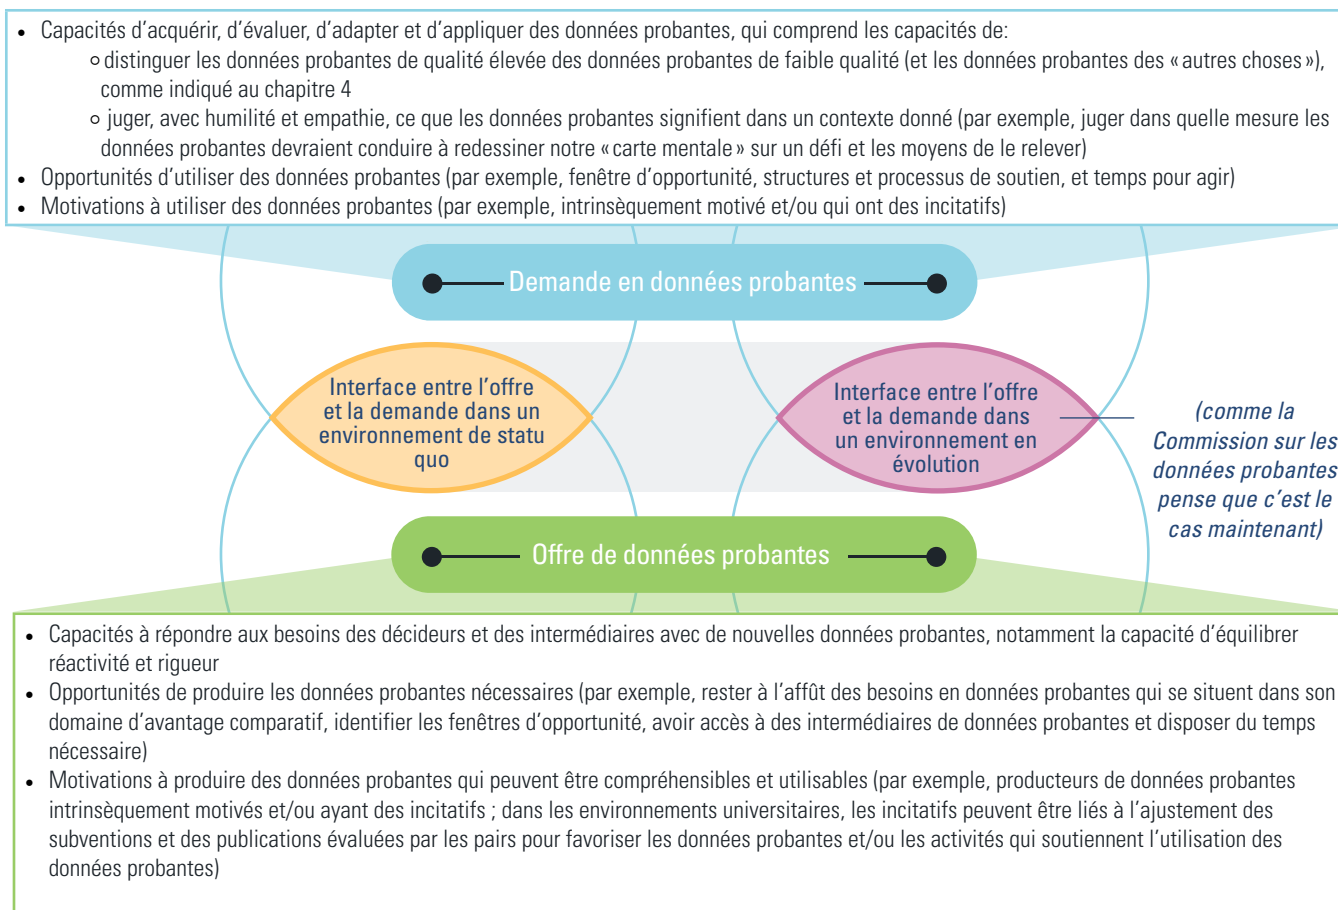 • Capacités d'acquérir, d'évaluer, d'adapter et d'appliquer des données probantes, qui comprend les capacités de:
○ distinguer les données probantes de qualité élevée des données probantes de faible qualité (et les données probantes des « autres choses »),
comme indiqué au chapitre 4
○ juger, avec humilité et empathie, ce que les données probantes signifient dans un contexte donné (par exemple, juger dans quelle mesure les
données probantes devraient conduire à redessiner notre « carte mentale » sur un défi et les moyens de le relever)
• Opportunités d'utiliser des données probantes (par exemple, fenêtre d'opportunité, structures et processus de soutien, et temps pour agir)
• Motivations à utiliser des données probantes (par exemple, intrinsèquement motivé et/ou qui ont des incitatifs)
Demande en données probantes
Interface entre l'offre
et la demande dans un
environnement de statu
quo
Interface entre l'offre
et la demande dans
un environnement en
évolution
(comme la
Commission sur les
données probantes
pense que c'est le
cas maintenant)
Offre de données probantes
• Capacités à répondre aux besoins des décideurs et des intermédiaires avec de nouvelles données probantes, notamment la capacité d'équilibrer
réactivité et rigueur
• Opportunités de produire les données probantes nécessaires (par exemple, rester à l'affût des besoins en données probantes qui se situent dans son
domaine d'avantage comparatif, identifier les fenêtres d'opportunité, avoir accès à des intermédiaires de données probantes et disposer du temps
nécessaire)
• Motivations à produire des données probantes qui peuvent être compréhensibles et utilisables (par exemple, producteurs de données probantes
intrinsèquement motivés et/ou ayant des incitatifs ; dans les environnements universitaires, les incitatifs peuvent être liés à l'ajustement des
subventions et des publications évaluées par les pairs pour favoriser les données probantes et/ou les activités qui soutiennent l'utilisation des
données probantes)